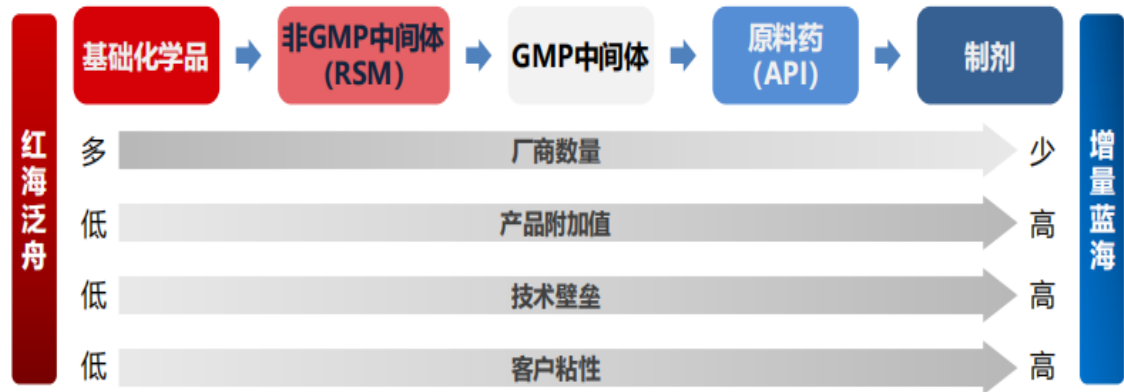 红海泛舟
基础化学品
非GMP中间体
（RSM）
GMP中间体
原料药
（API）
制剂
增量蓝海
多
厂商数量
少
低
产品附加值
高
低
技术壁垒
高
低
客户粘性
高